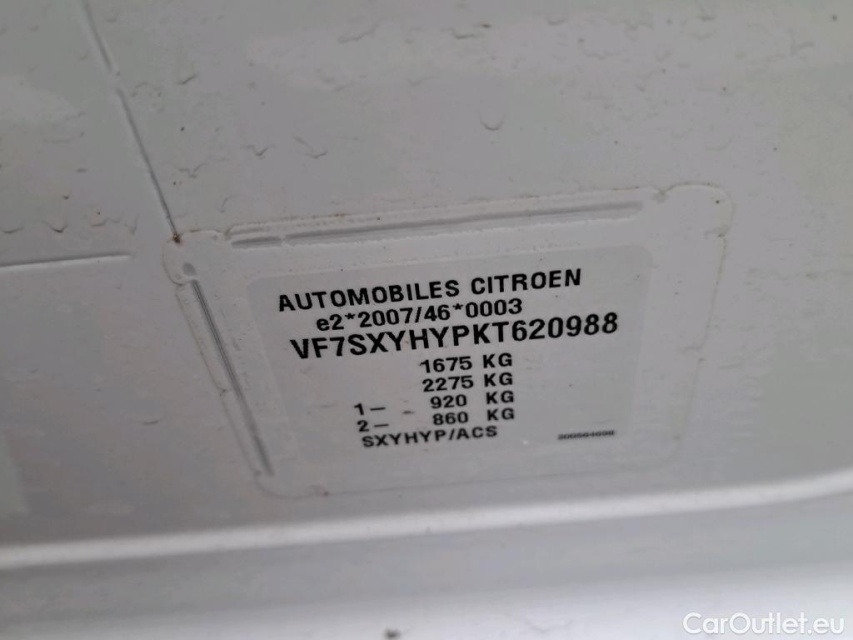 AUTOMOBILES CITROEN
e2*2007/46*0003
VF7SXYHYPKT620988
1675 KG
2275 KG
1- 920 KG
2- 860 KG
SXYHYP/ACS
CarOutlet.eu